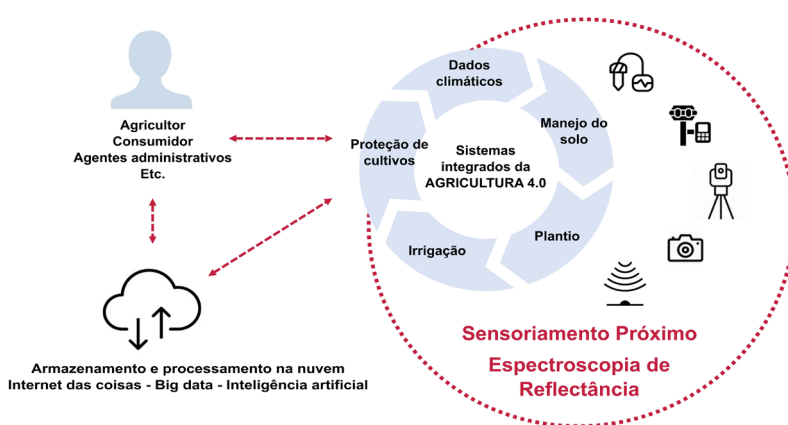 Agricultor
Consumidor
Agentes administrativos
Etc.
Armazenamento e processamento na nuvem
Internet das coisas - Big data - Inteligência artificial
Dados
climáticos
Manejo do
solo
Plantio
Irrigação
Proteção de
cultivos
Sistemas
integrados da
AGRICULTURA 4.0
Sensoriamento Próximo
Espectroscopia de
Reflectância